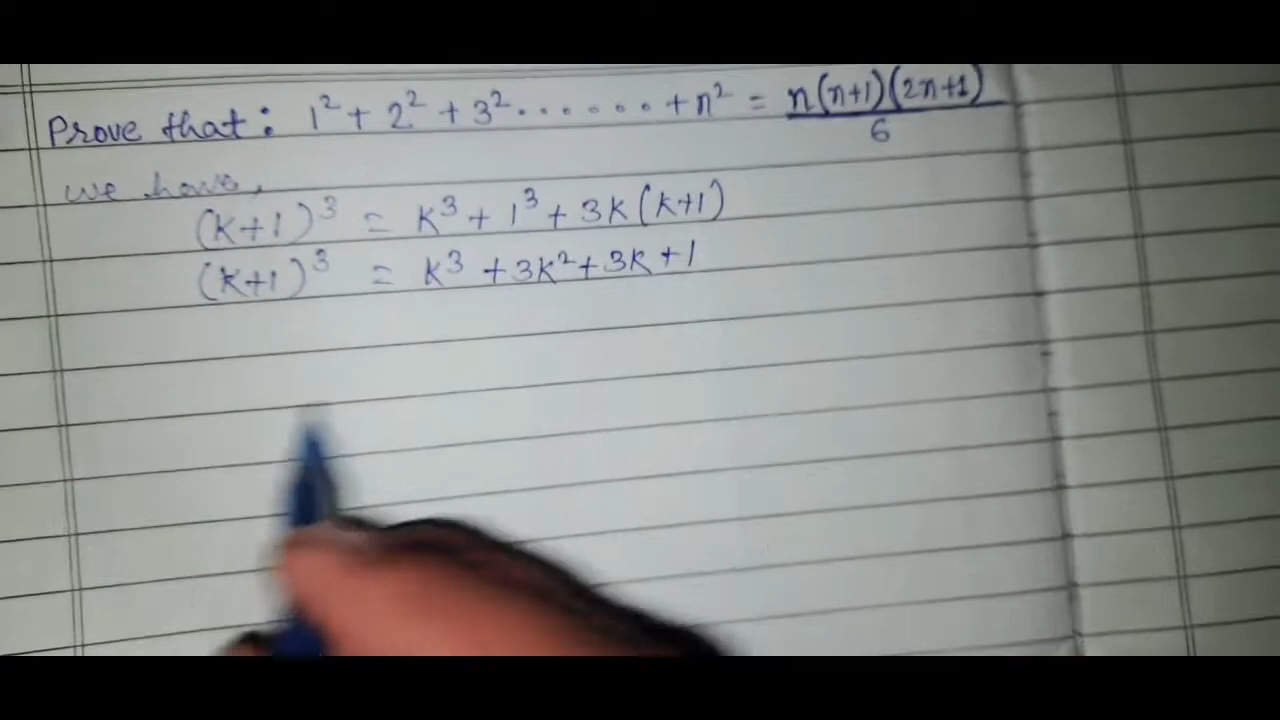 Prove that: 1² + 2² + 3² ...... + n² = n(n+1)(2n+1)/6
we have,
(k+1)³ = k³ + 1³ + 3k(k+1)
(k+1)³ = k³ + 3k² + 3k + 1